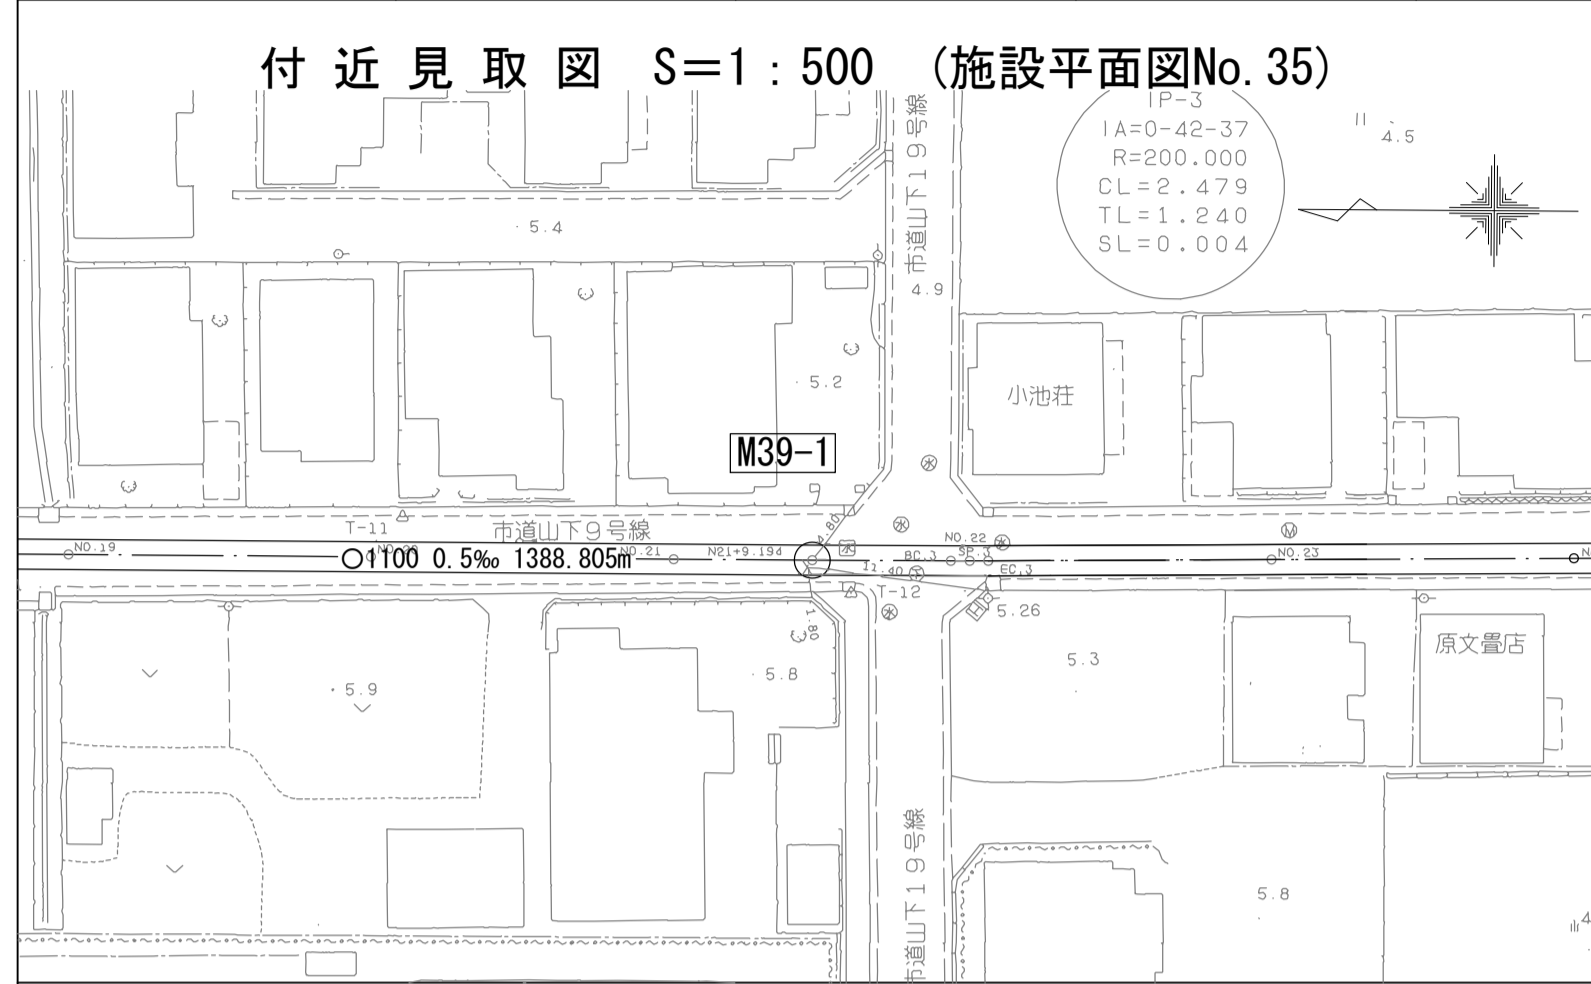 付近見取図 S=1:500 (施設平面図No.35)
IP-3
IA=0-42-37
R=200.000
CL=2.479
TL=1.240
SL=0.004
4.5
市道山下19号線
5.4
4.9
5.2
小池荘
M39-1
T-11
市道山下9号線
4.80
NO.19
NO.20
○1100 0.5‰ 1388.805m
NO.21
N21+9.194
水
BC.3
NO.22
SP.3
EC.3
M
NO.23
12.40
T-12
H
5.26
1.80
5.9
5.8
5.3
原文畳店
市道山下19号線
5.8